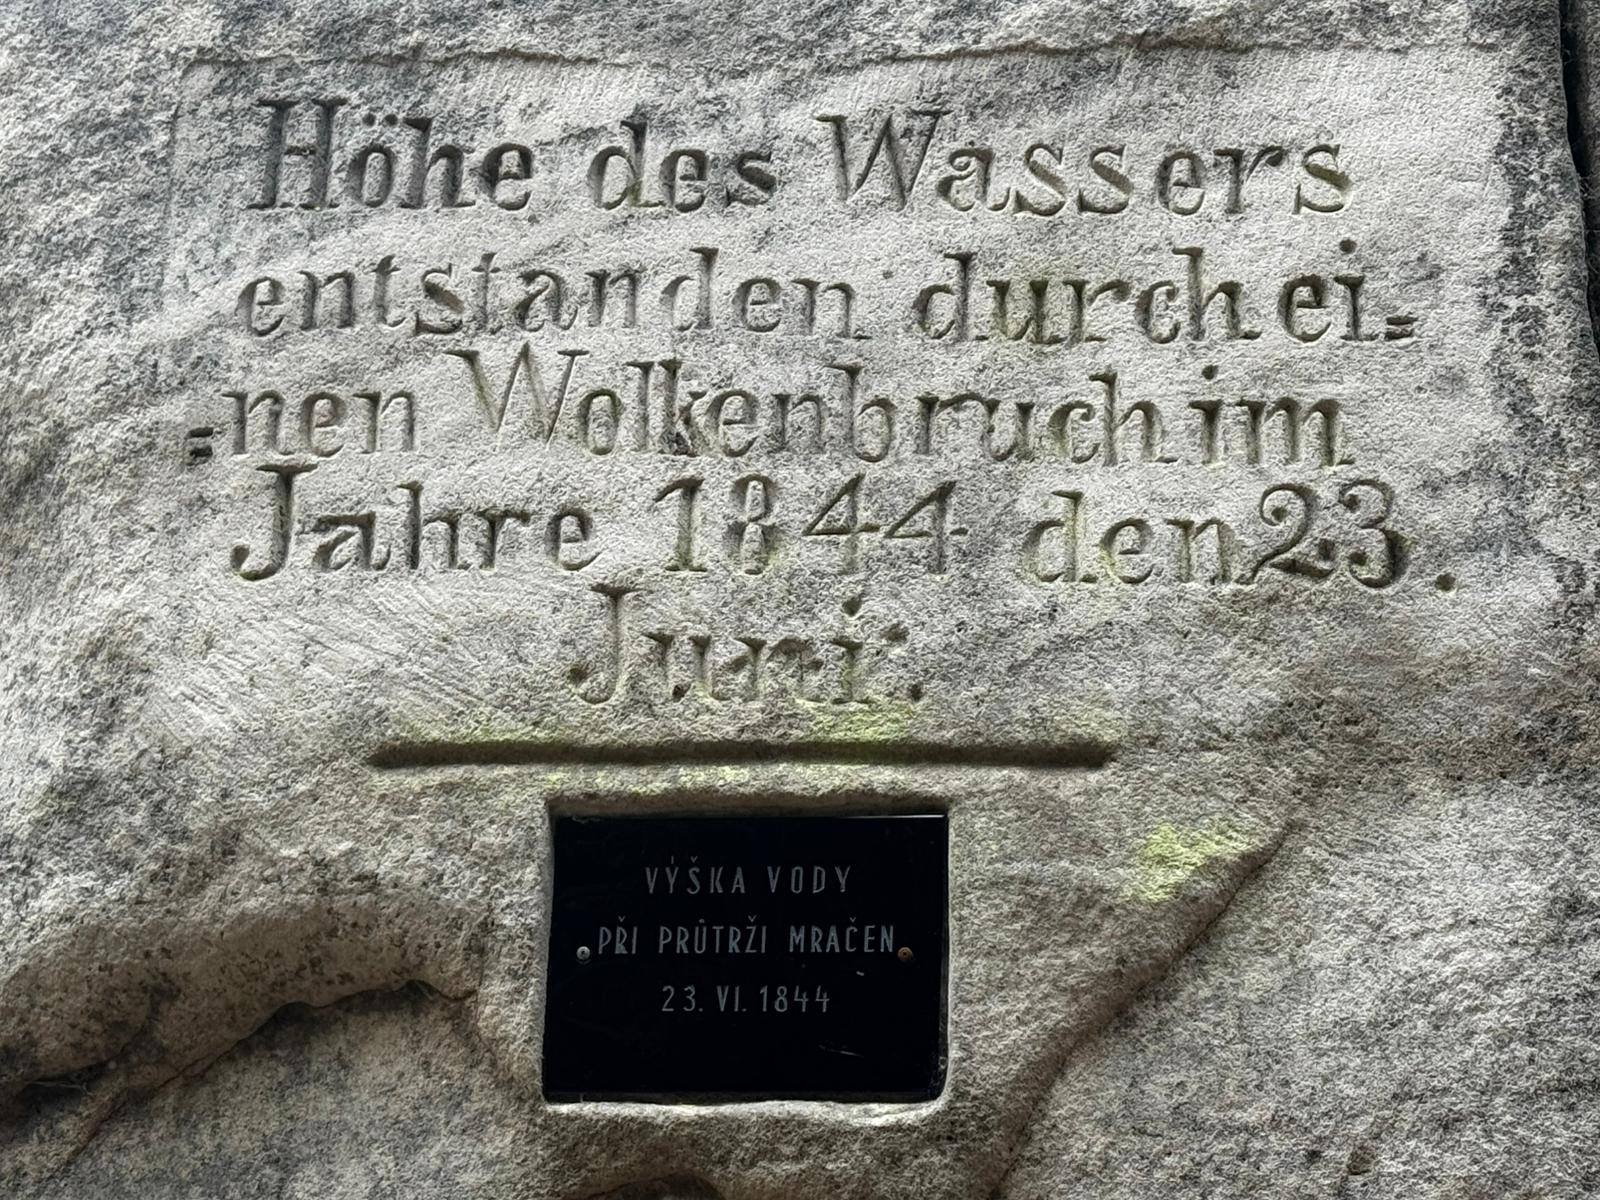 Höhe des Wassers
entstanden durch ei=
=nen Wolkenbruch im
Jahre 1844 den 23.
Juni.
VÝŠKA VODY
PŘI PRŮTRŽI MRAČEN
23. VI. 1844